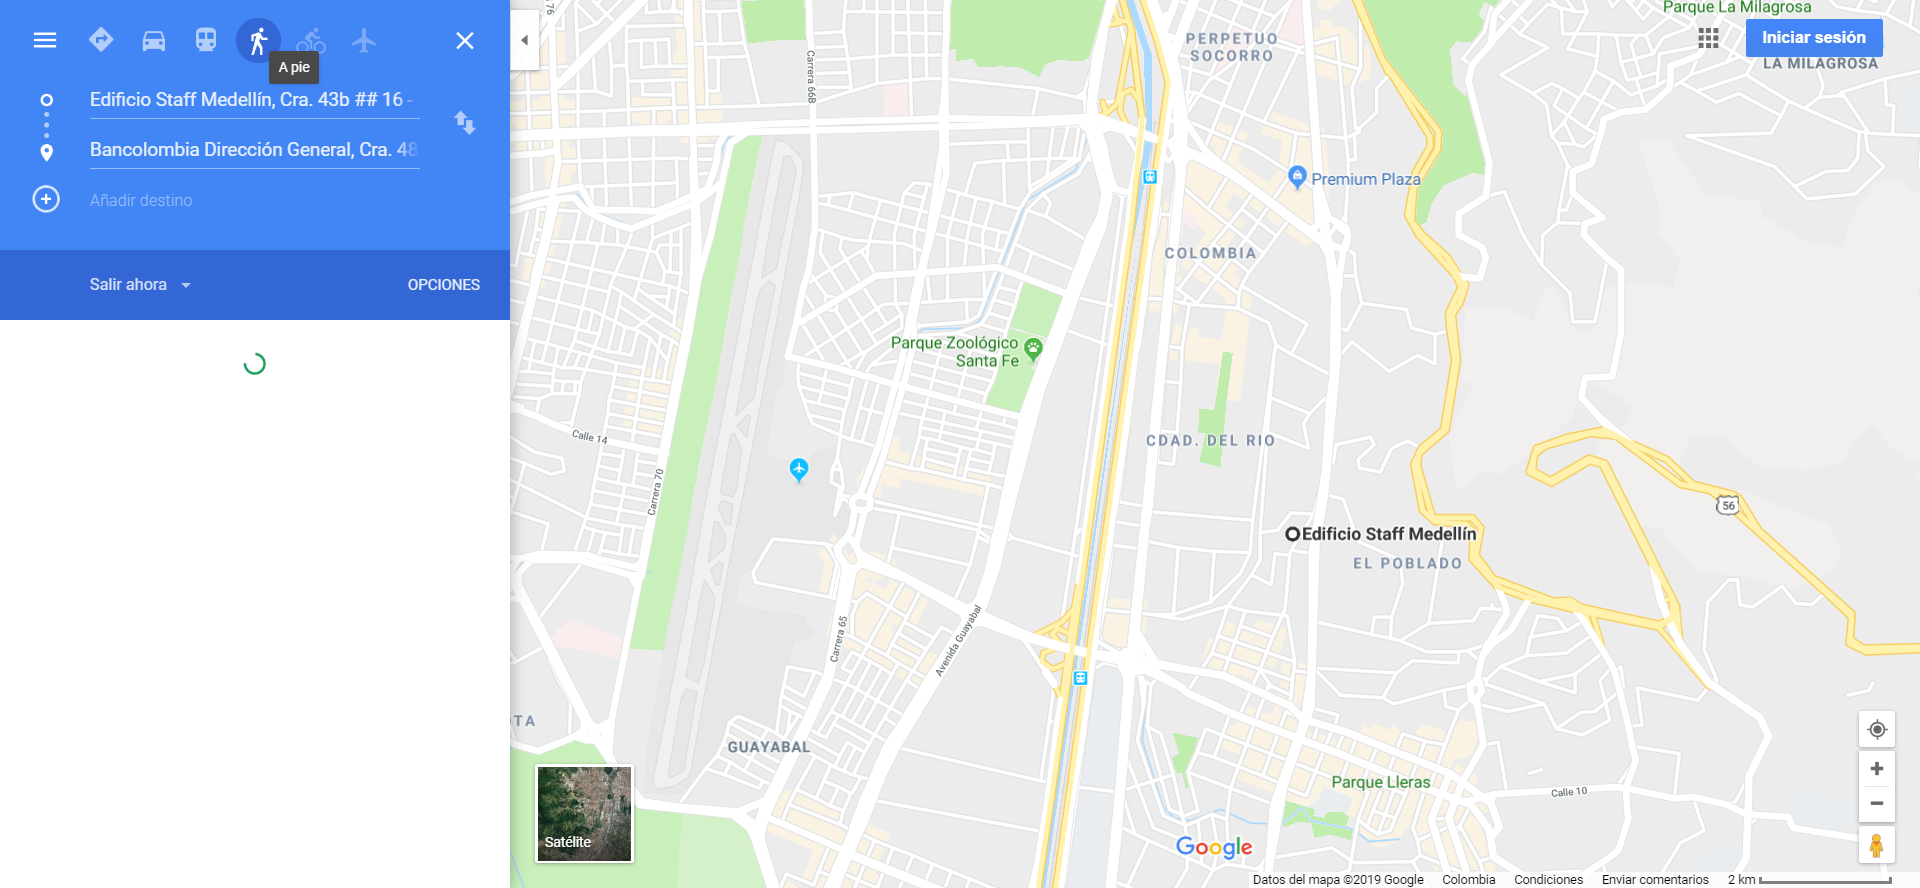 A pie
Edificio Staff Medellín, Cra. 43b ## 16 -
Bancolombia Dirección General, Cra. 48
Añadir destino
Salir ahora
OPCIONES
Parque La Milagrosa
Iniciar sesión
LA MILAGROSA
PERPETUO
SOCORRO
76
Carrera 66B
Premium Plaza
COLOMBIA
Parque Zoológico
Santa Fe
Calle 14
CDAD. DEL RIO
Carrera 70
56
Edificio Staff Medellín
EL POBLADO
Carrera 65
Avenida Guayabal
OTA
GUAYABAL
Parque Lleras
Calle 10
Satélite
Google
Datos del mapa ©2019 Google Colombia Condiciones Enviar comentarios 2 km